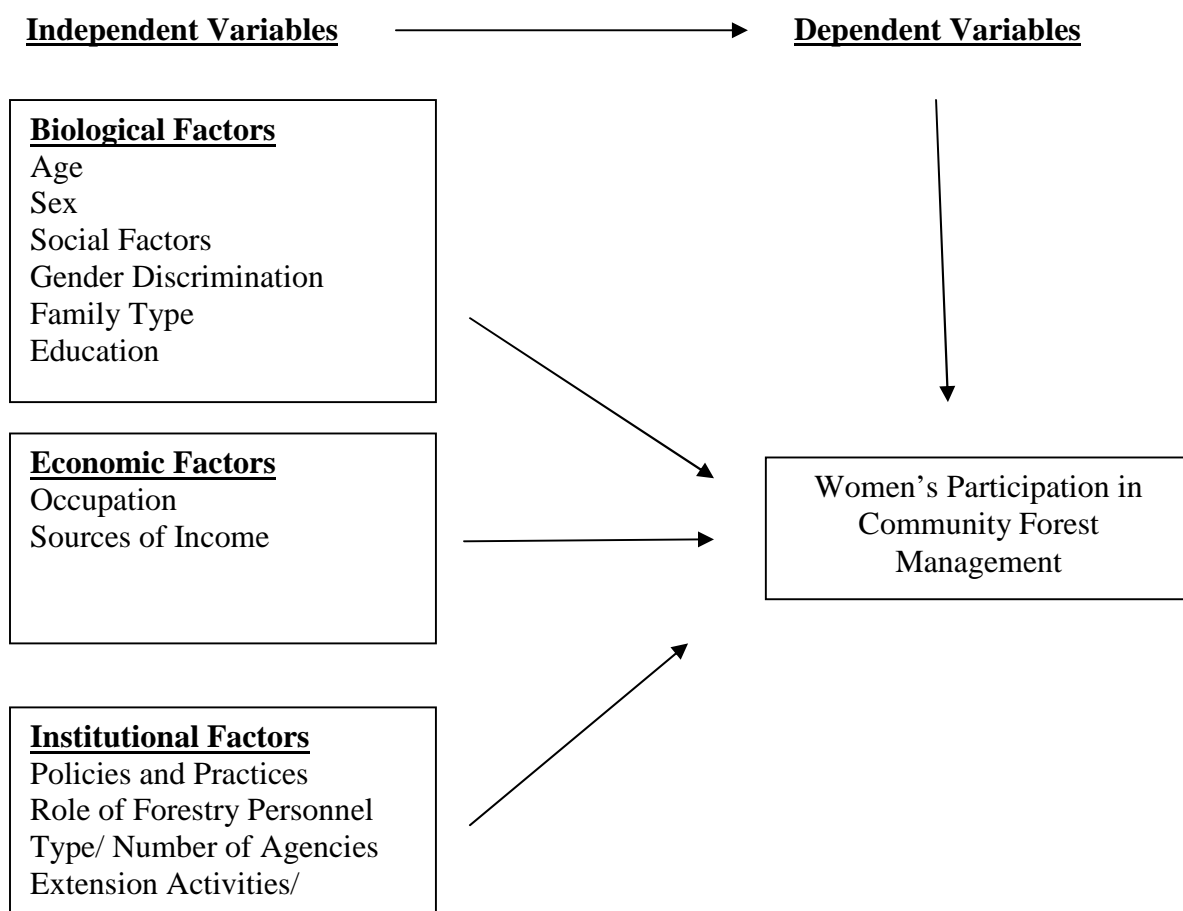 Independent Variables
Dependent Variables
Biological Factors
Age
Sex
Social Factors
Gender Discrimination
Family Type
Education
Economic Factors
Occupation
Sources of Income
Women’s Participation in
Community Forest
Management
Institutional Factors
Policies and Practices
Role of Forestry Personnel
Type/ Number of Agencies
Extension Activities/